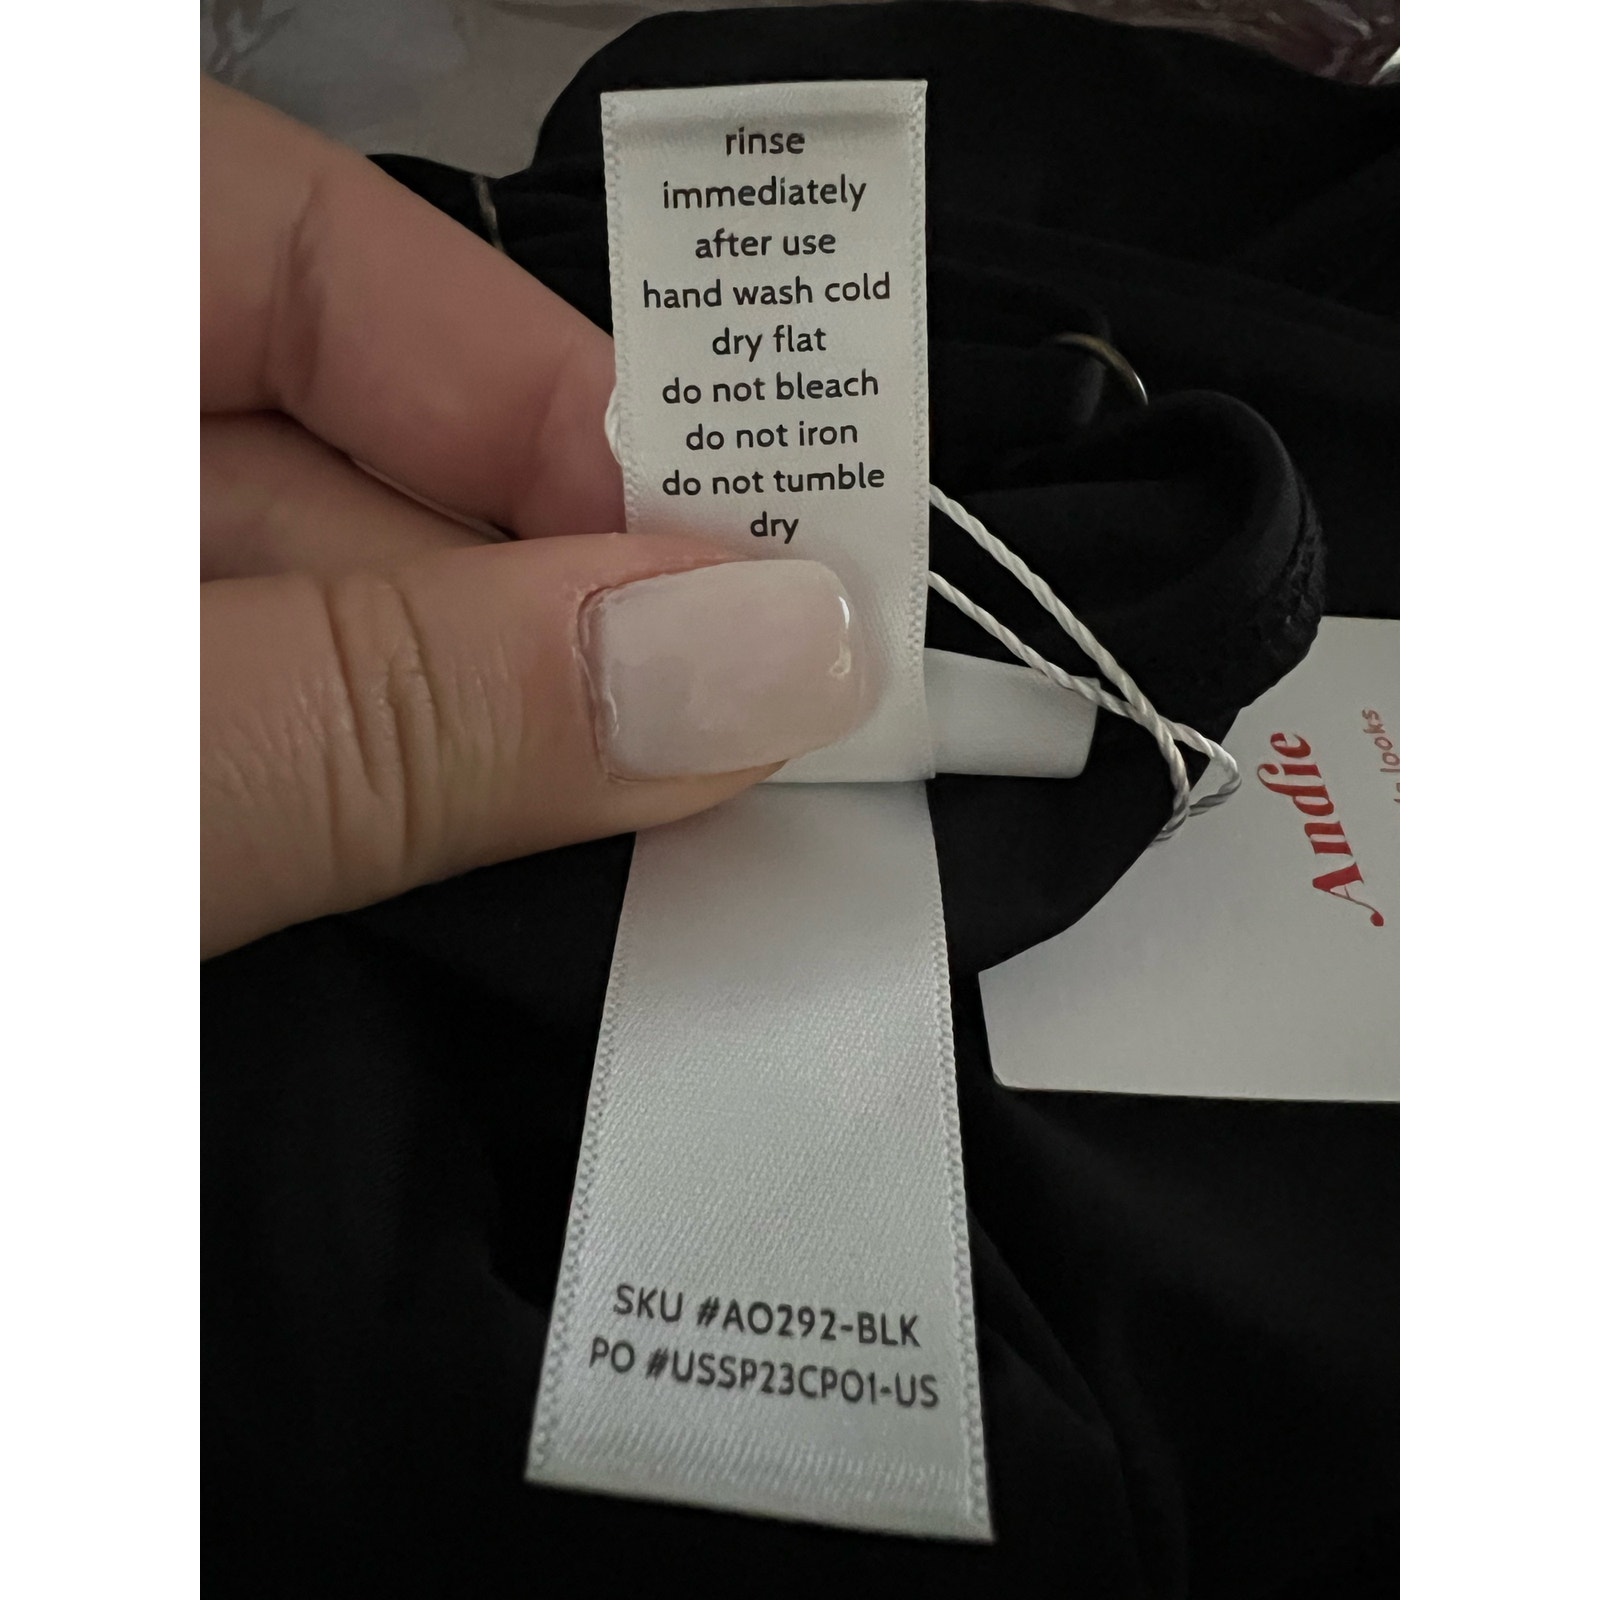 rinse
immediately
after use
hand wash cold
dry flat
do not bleach
do not iron
do not tumble
dry
Andie
looks
SKU #AO292-BLK
PO #USSP23CP01-US